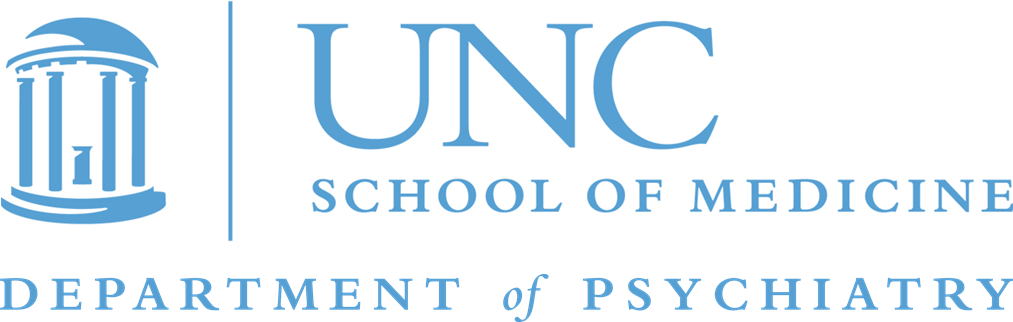 UNC
SCHOOL OF MEDICINE
DEPARTMENT of PSYCHIATRY